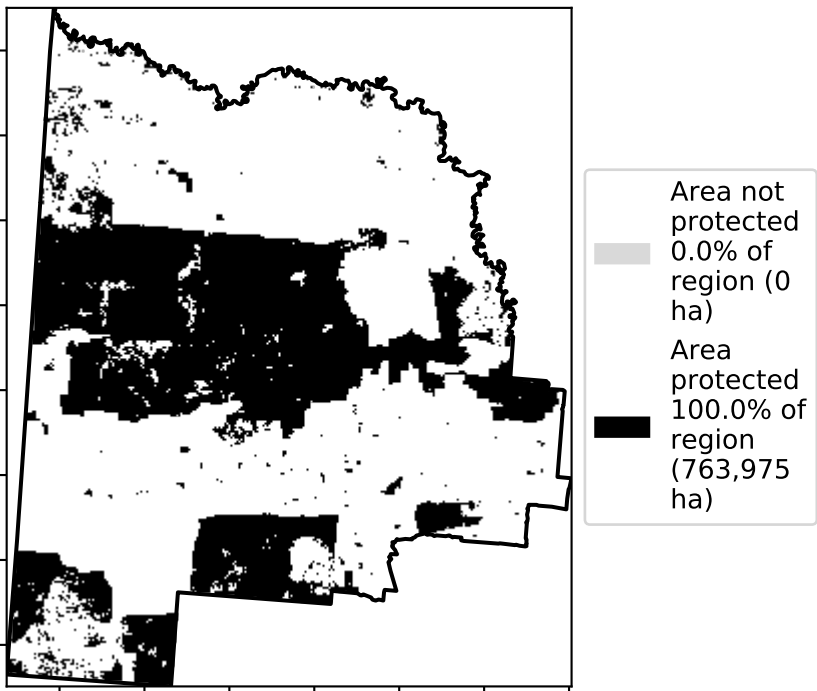 Area not
protected
0.0% of
region (0
ha)
Area
protected
100.0% of
region
(763,975
ha)